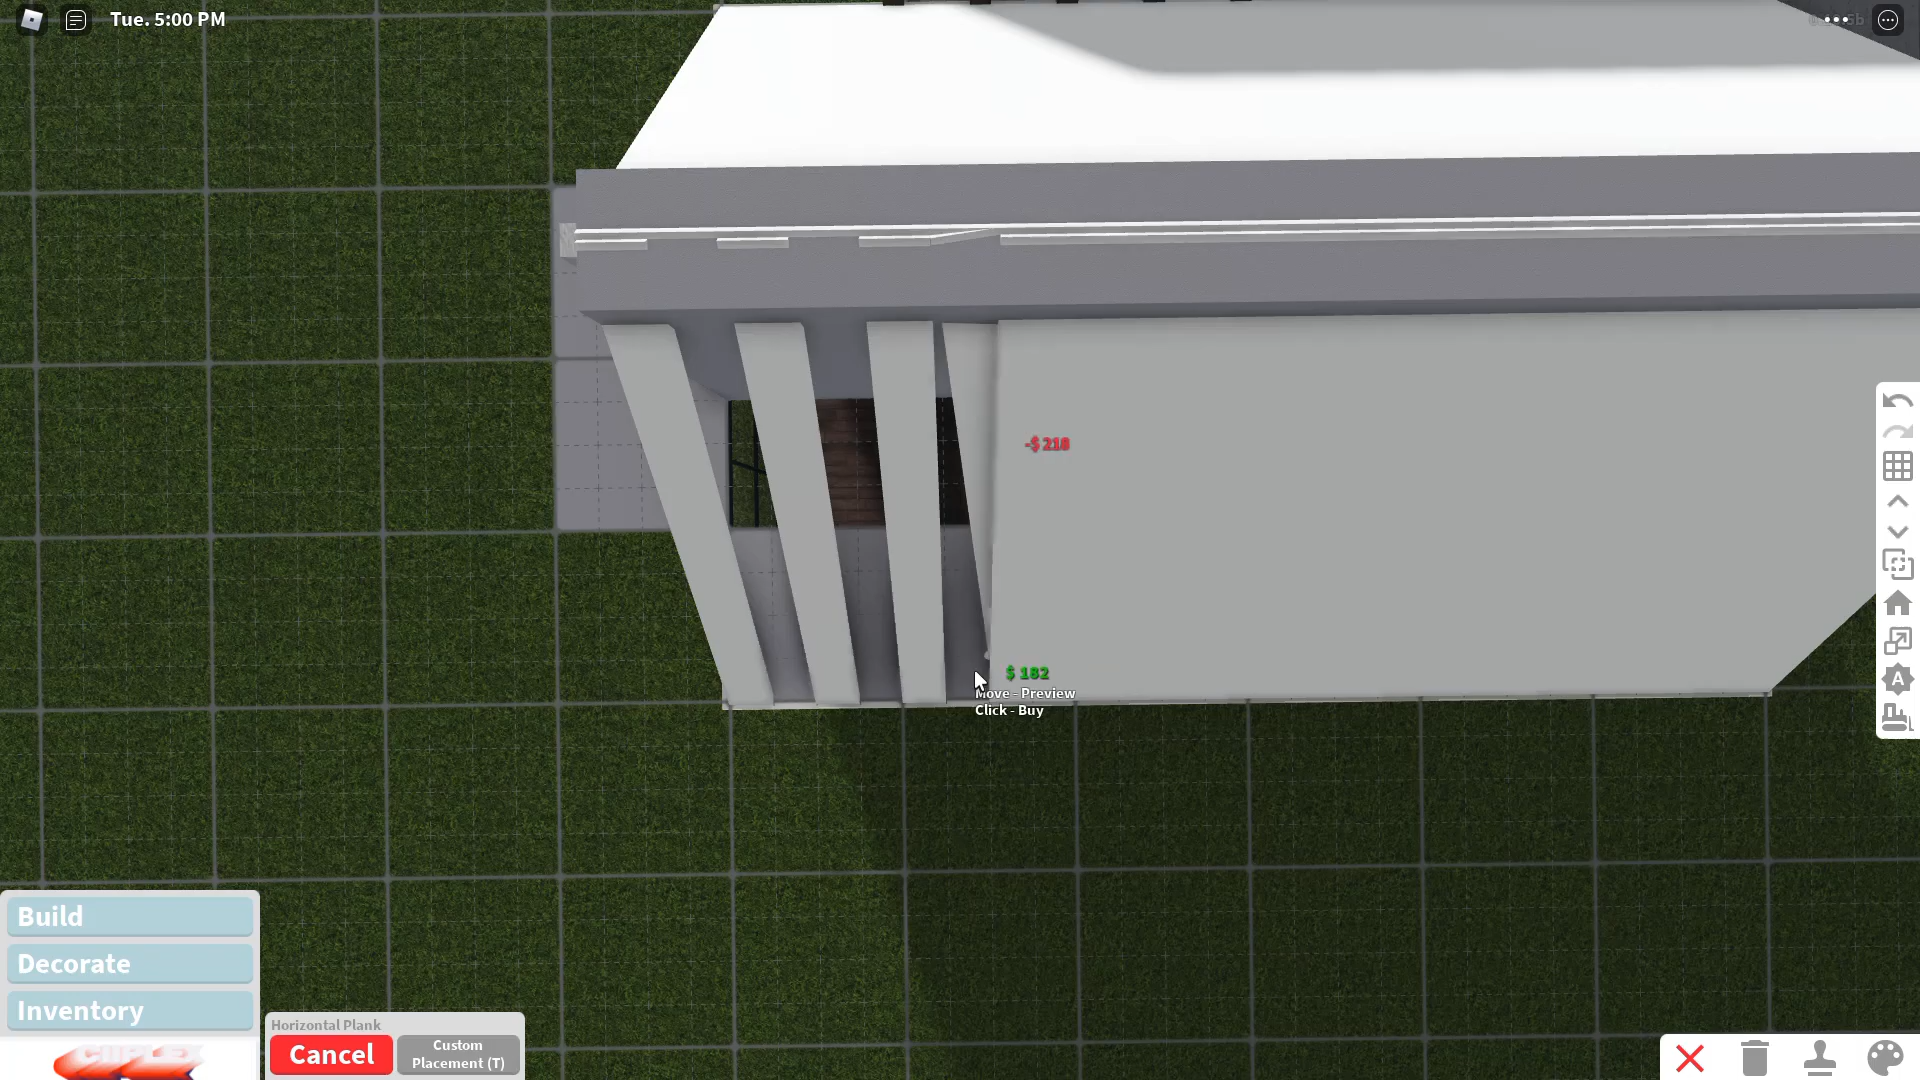 Tue. 5:00 PM
-$ 218
$ 182
Move - Preview
Click - Buy
A
Build
Decorate
Inventory
Horizontal Plank
Cancel
Custom
Placement (T)